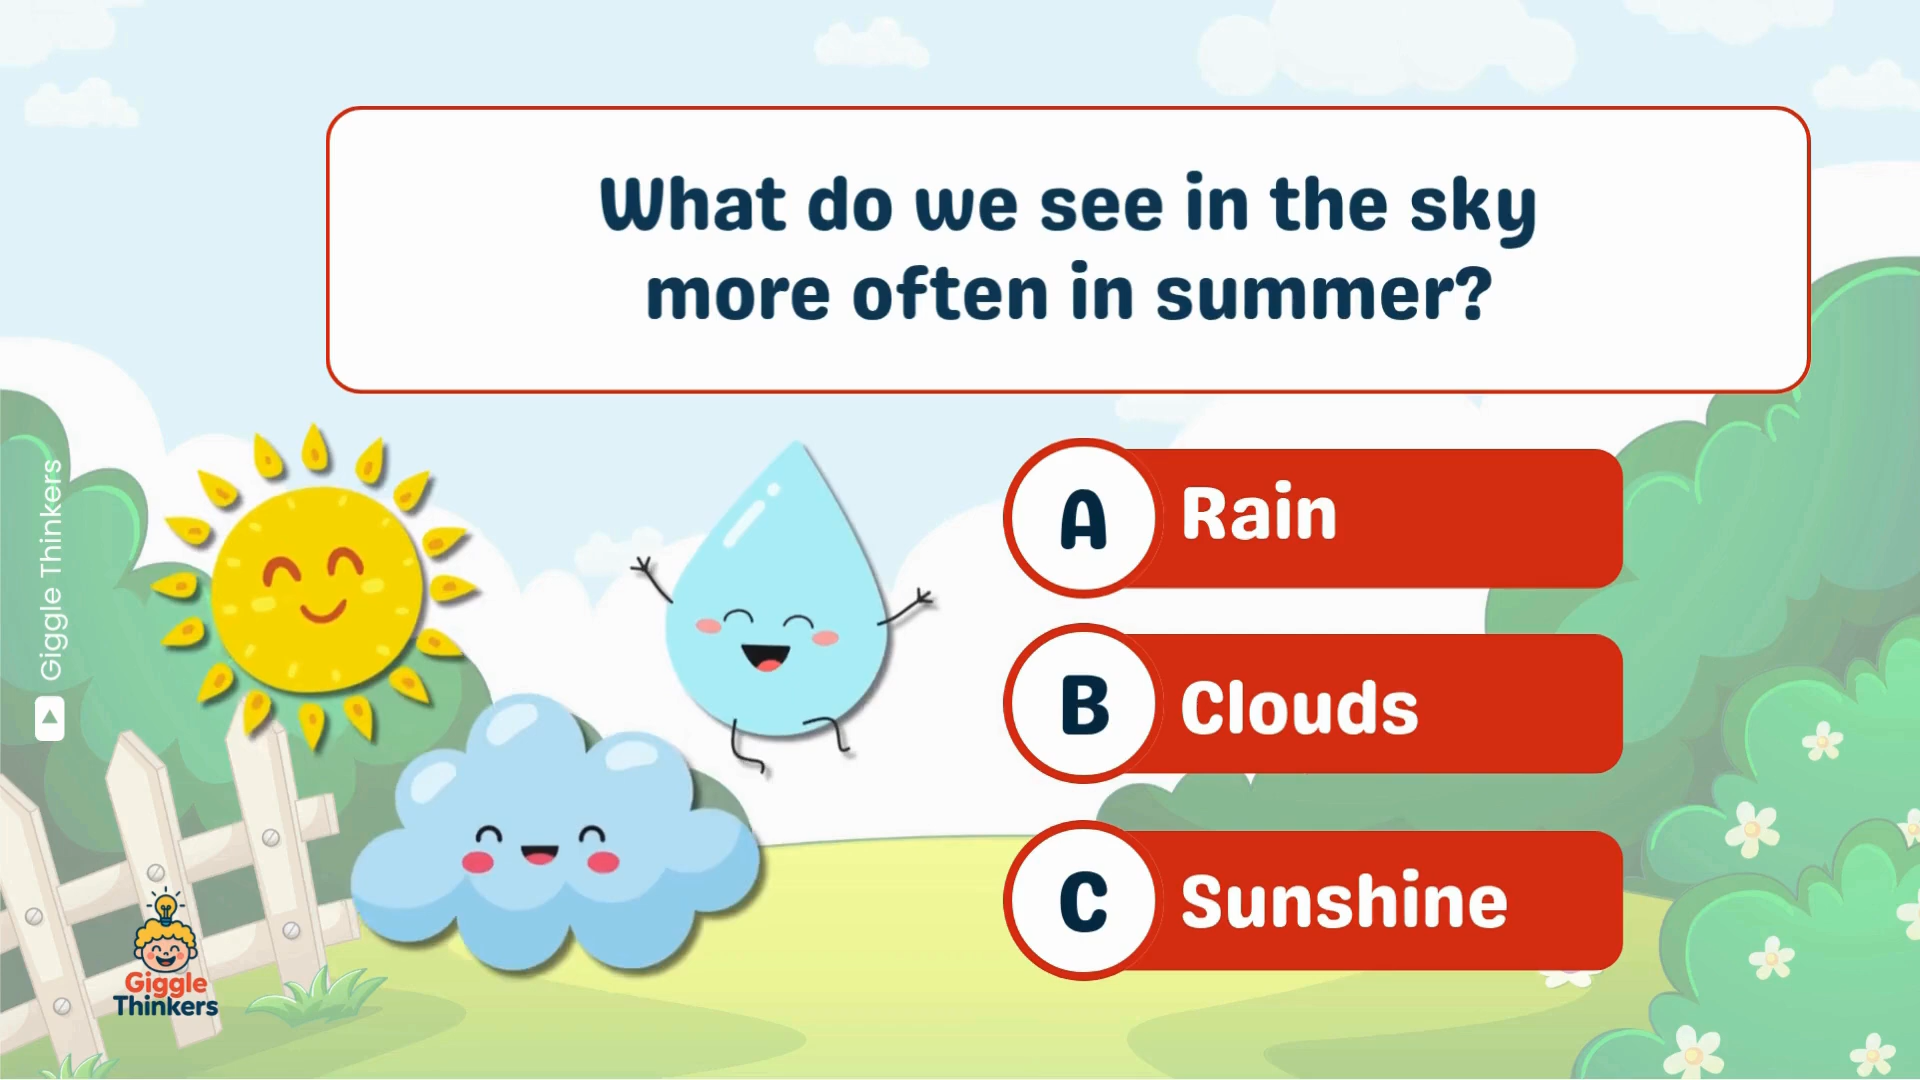 What do we see in the sky
more often in summer?
A Rain
B Clouds
C Sunshine
Giggle Thinkers
Giggle
Thinkers